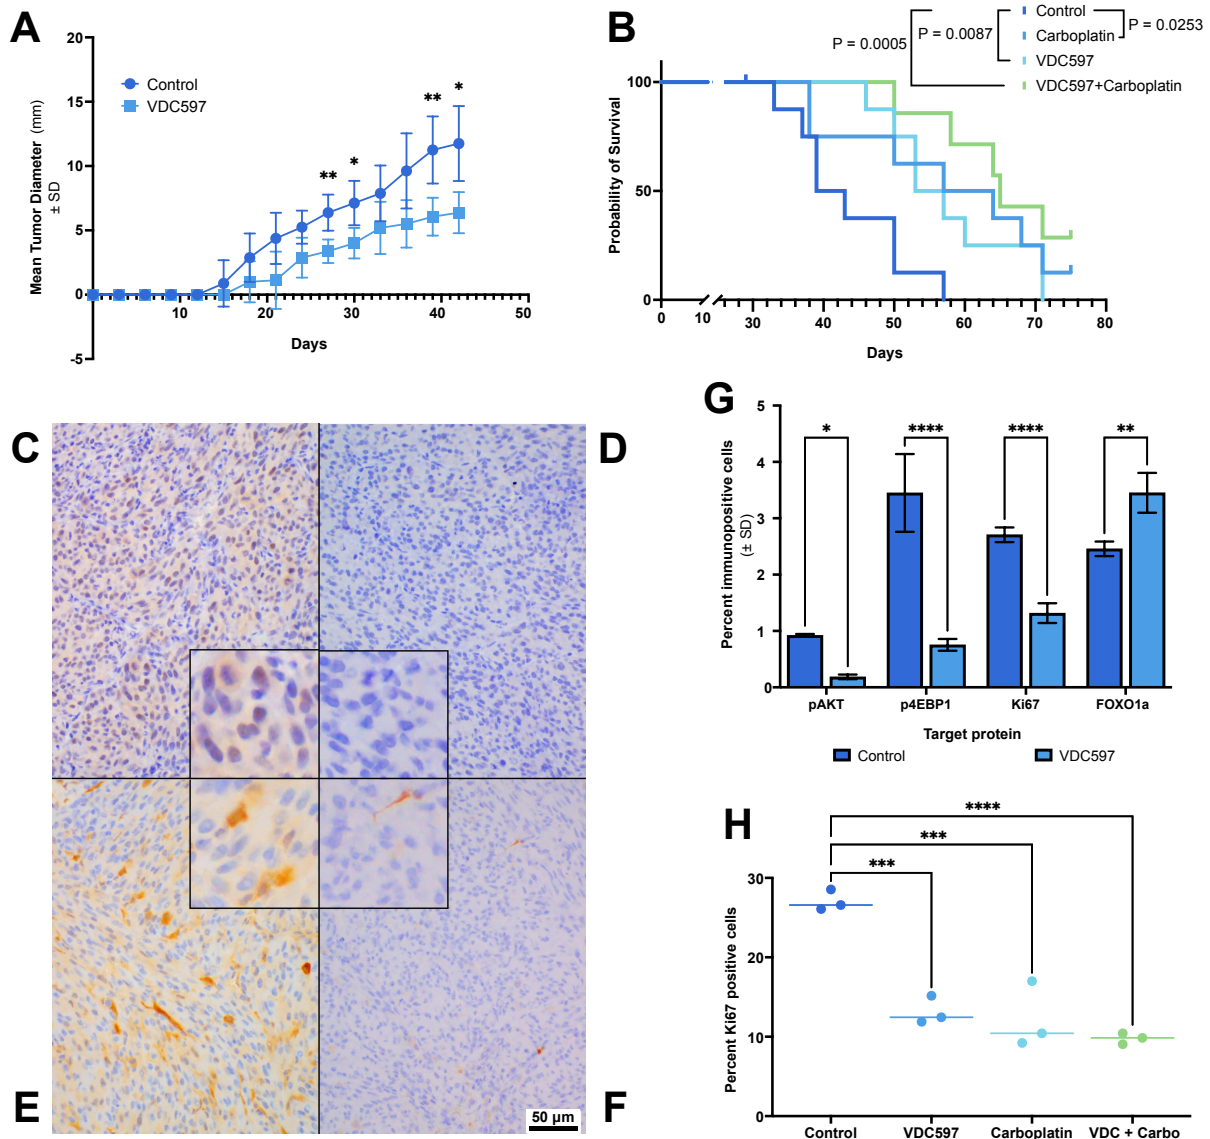 A
20
15
10
5
0
-5
Mean Tumor Diameter (mm)
± SD
Control
VDC597
**
*
**
*
10
20
30
40
50
Days
B
P = 0.0005
P = 0.0087
P = 0.0253
Control
Carboplatin
VDC597
VDC597+Carboplatin
Probability of Survival
100
50
0
0
10
30
40
50
60
70
80
Days
C
D
E
F
50 µm
G
Percent immunopositive cells
(± SD)
5
4
3
2
1
0
*
****
****
**
pAKT
p4EBP1
Ki67
FOXO1a
Target protein
Control
VDC597
H
Percent Ki67 positive cells
30
20
10
0
****
***
***
Control
VDC597
Carboplatin
VDC + Carbo